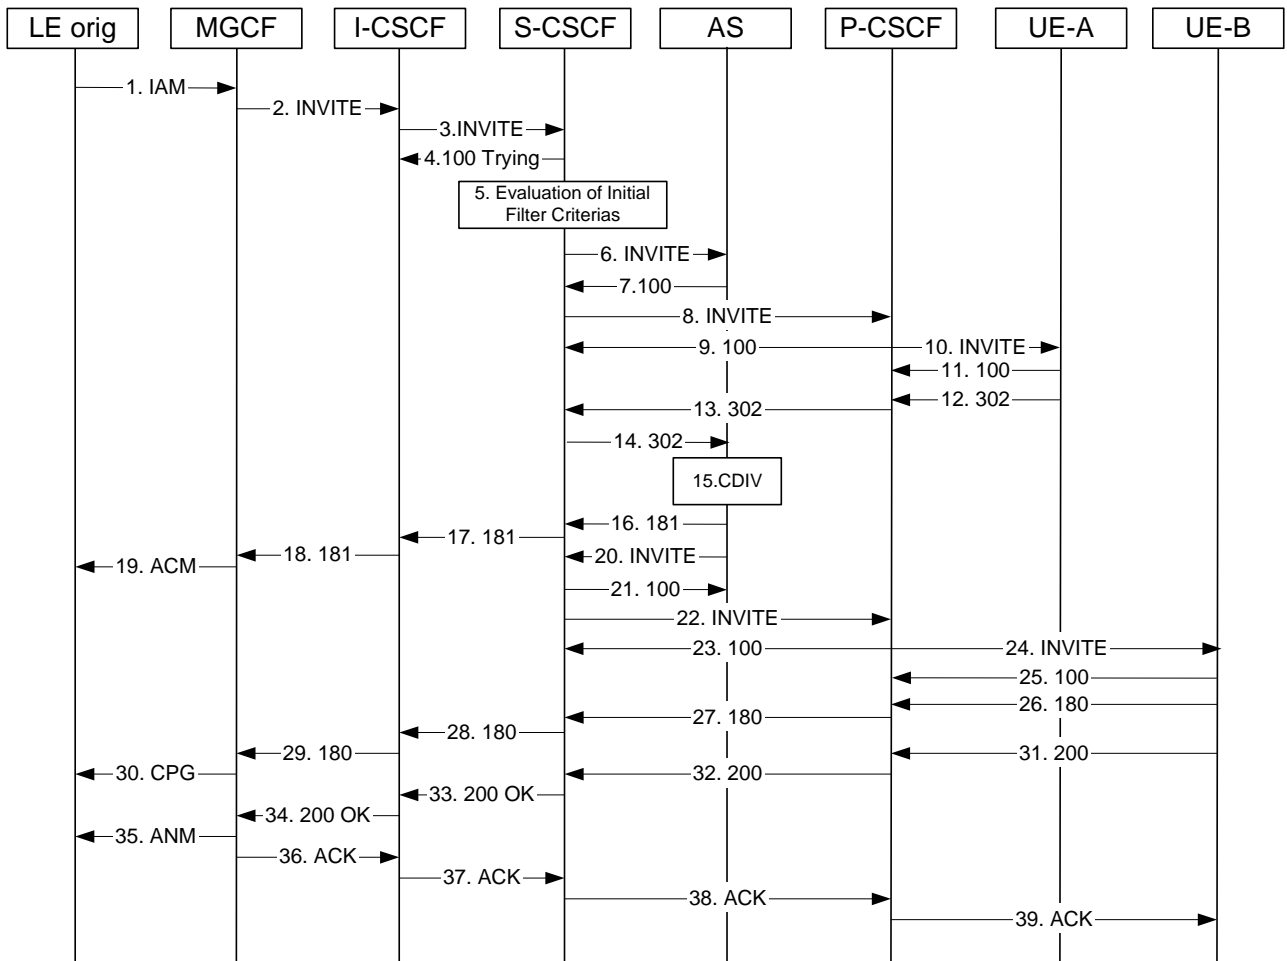 LE orig
MGCF
I-CSCF
S-CSCF
AS
P-CSCF
UE-A
UE-B
1. IAM
2. INVITE
3.INVITE
4.100 Trying
5. Evaluation of Initial
Filter Criterias
6. INVITE
7.100
8. INVITE
9. 100
10. INVITE
11. 100
12. 302
13. 302
14. 302
15.CDIV
16. 181
17. 181
18. 181
19. ACM
20. INVITE
21. 100
22. INVITE
23. 100
24. INVITE
25. 100
26. 180
27. 180
28. 180
29. 180
30. CPG
31. 200
32. 200
33. 200 OK
34. 200 OK
35. ANM
36. ACK
37. ACK
38. ACK
39. ACK